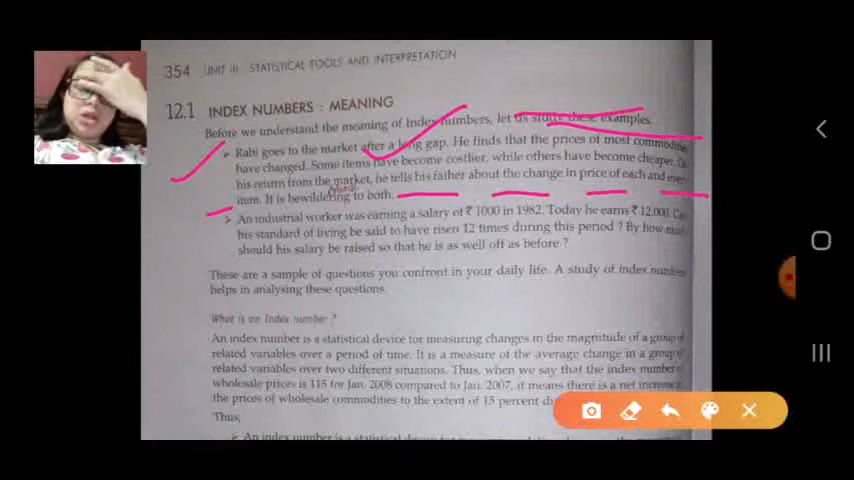 354 UNIT III STATISTICAL TOOLS AND INTERPRETATION
12.1 INDEX NUMBERS : MEANING
Before we understand the meaning of Index numbers, let us study these examples.
➤ Rabi goes to the market after a long gap. He finds that the prices of most commodities
have changed. Some items have become costlier, while others have become cheaper. On
his return from the market, he tells his father about the change in price of each and every
item. It is bewildering to both.
➤ An industrial worker was earning a salary of ₹ 1000 in 1982. Today he earns ₹ 12,000. Can
his standard of living be said to have risen 12 times during this period ? By how much
should his salary be raised so that he is as well off as before ?
These are a sample of questions you confront in your daily life. A study of index numbers
helps in analysing these questions.
What is an Index number ?
An index number is a statistical device for measuring changes in the magnitude of a group of
related variables over a period of time. It is a measure of the average change in a group of
related variables over two different situations. Thus, when we say that the index number of
wholesale prices is 115 for Jan. 2008 compared to Jan. 2007, it means there is a net increase in
the prices of wholesale commodities to the extent of 15 percent
Thus,
➤ An index number is a statistical